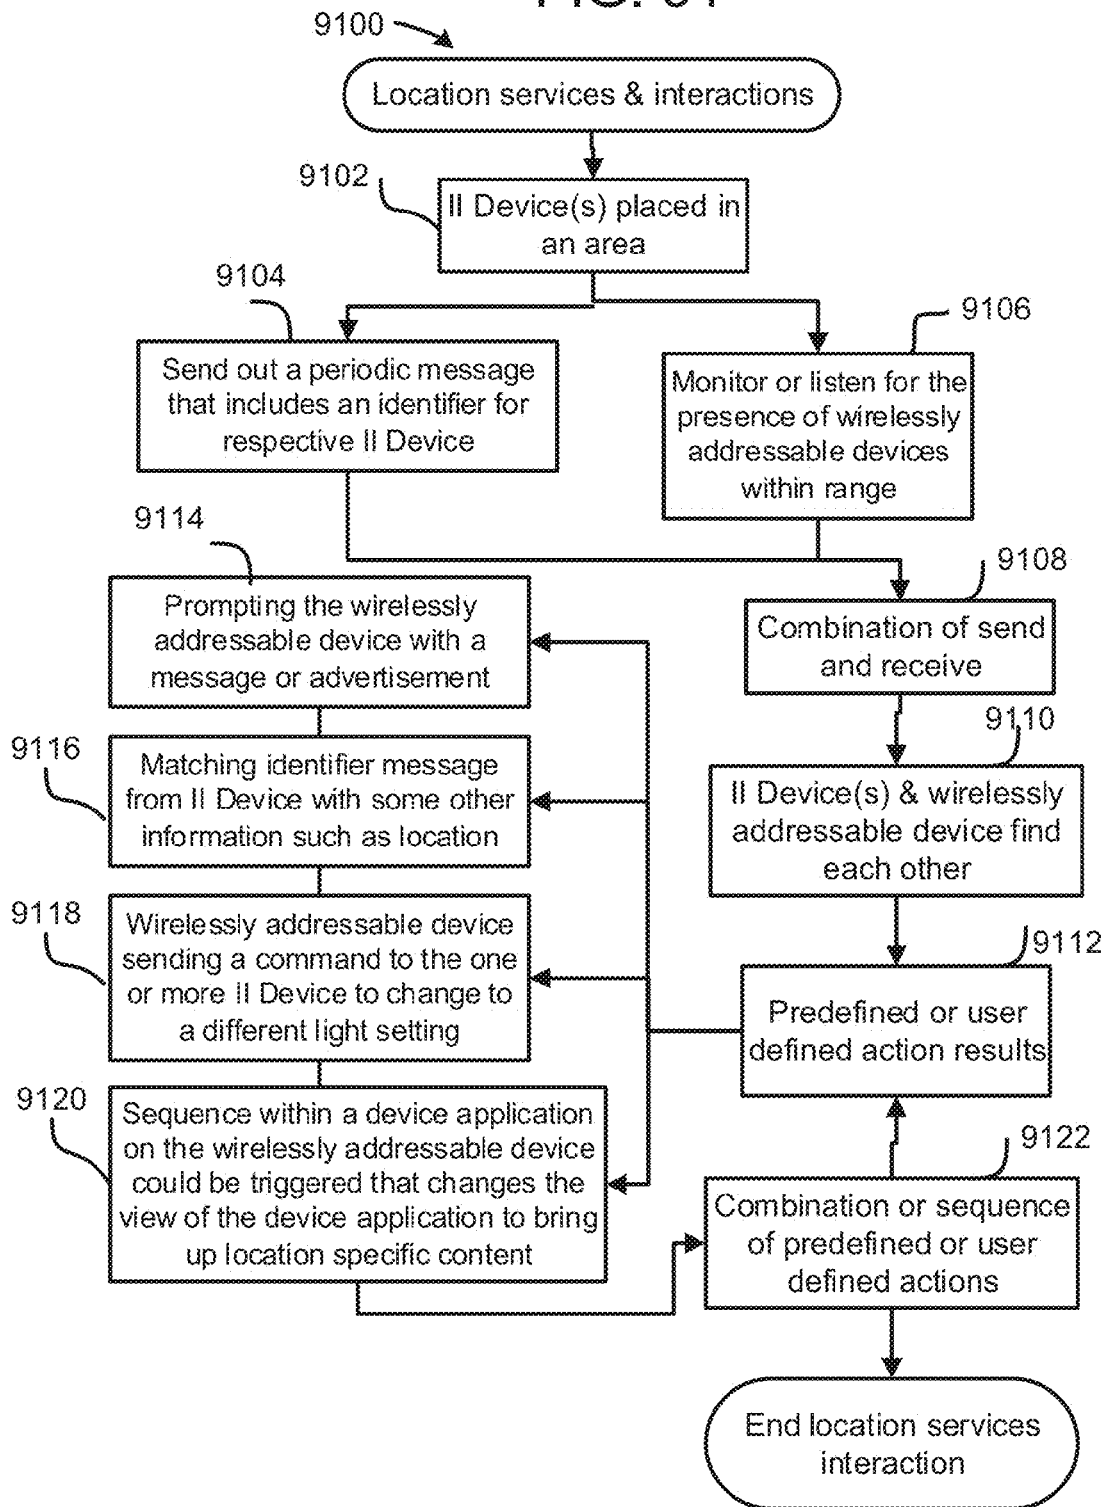 9100
Location services & interactions
9102
II Device(s) placed in
an area
9104
Send out a periodic message
that includes an identifier for
respective II Device
9106
Monitor or listen for the
presence of wirelessly
addressable devices
within range
9108
Combination of send
and receive
9110
II Device(s) & wirelessly
addressable device find
each other
9112
Predefined or user
defined action results
9114
Prompting the wirelessly
addressable device with a
message or advertisement
9116
Matching identifier message
from II Device with some other
information such as location
9118
Wirelessly addressable device
sending a command to the one
or more II Device to change to
a different light setting
9120
Sequence within a device application
on the wirelessly addressable device
could be triggered that changes the
view of the device application to bring
up location specific content
9122
Combination or sequence
of predefined or user
defined actions
End location services
interaction